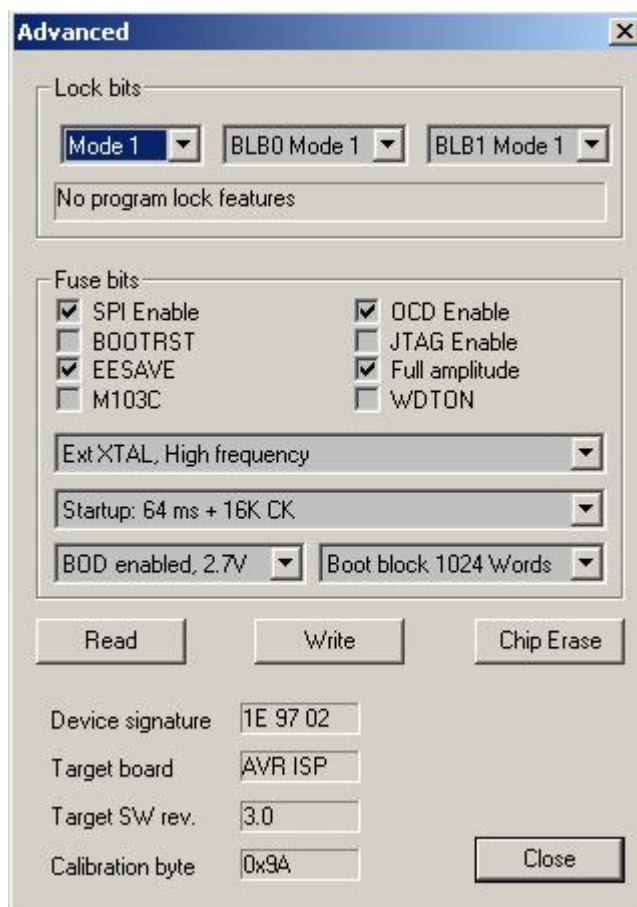 Advanced
Lock bits
Mode 1 BLB0 Mode 1 BLB1 Mode 1
No program lock features
Fuse bits
SPI Enable OCD Enable
BOOTRST JTAG Enable
EESAVE Full amplitude
M103C WDTON
Ext XTAL, High frequency
Startup: 64 ms + 16K CK
BOD enabled, 2.7V Boot block 1024 Words
Read Write Chip Erase
Device signature 1E 97 02
Target board AVR ISP
Target SW rev. 3.0
Calibration byte 0x9A Close